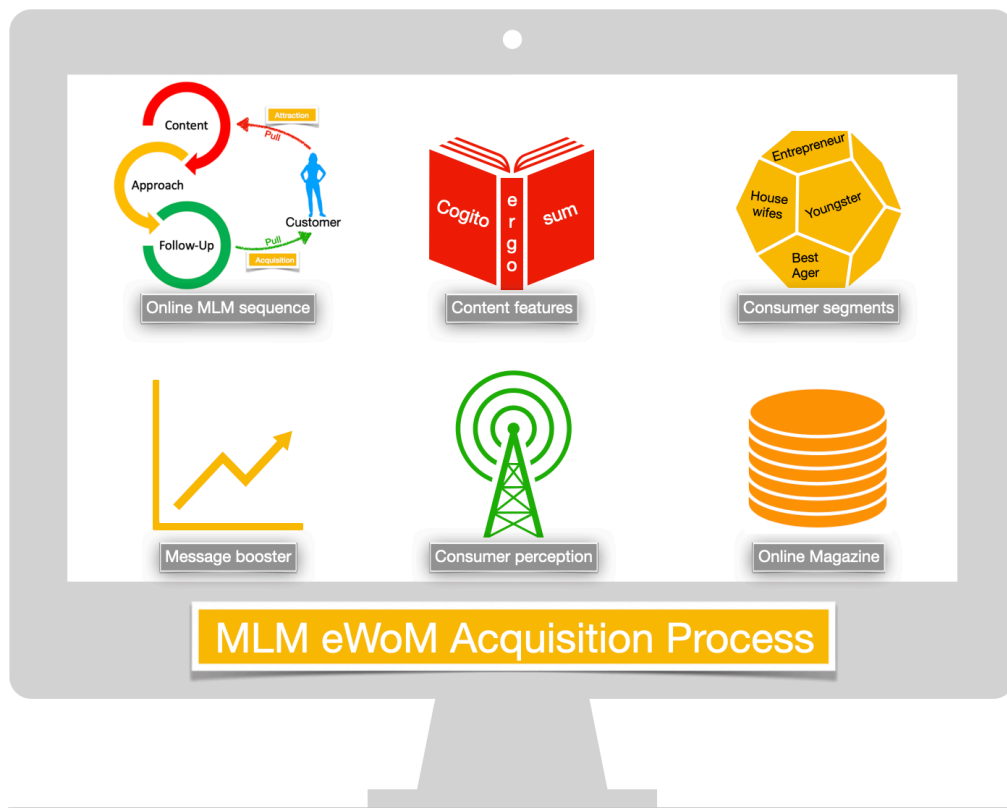 Attraction
Pull
Content
Approach
Customer
Follow-Up
Pull
Acquisition
Online MLM sequence
Cogito
ergo
sum
Content features
Entrepreneur
House
wifes
Youngster
Best
Ager
Consumer segments
Message booster
Consumer perception
Online Magazine
MLM eWoM Acquisition Process